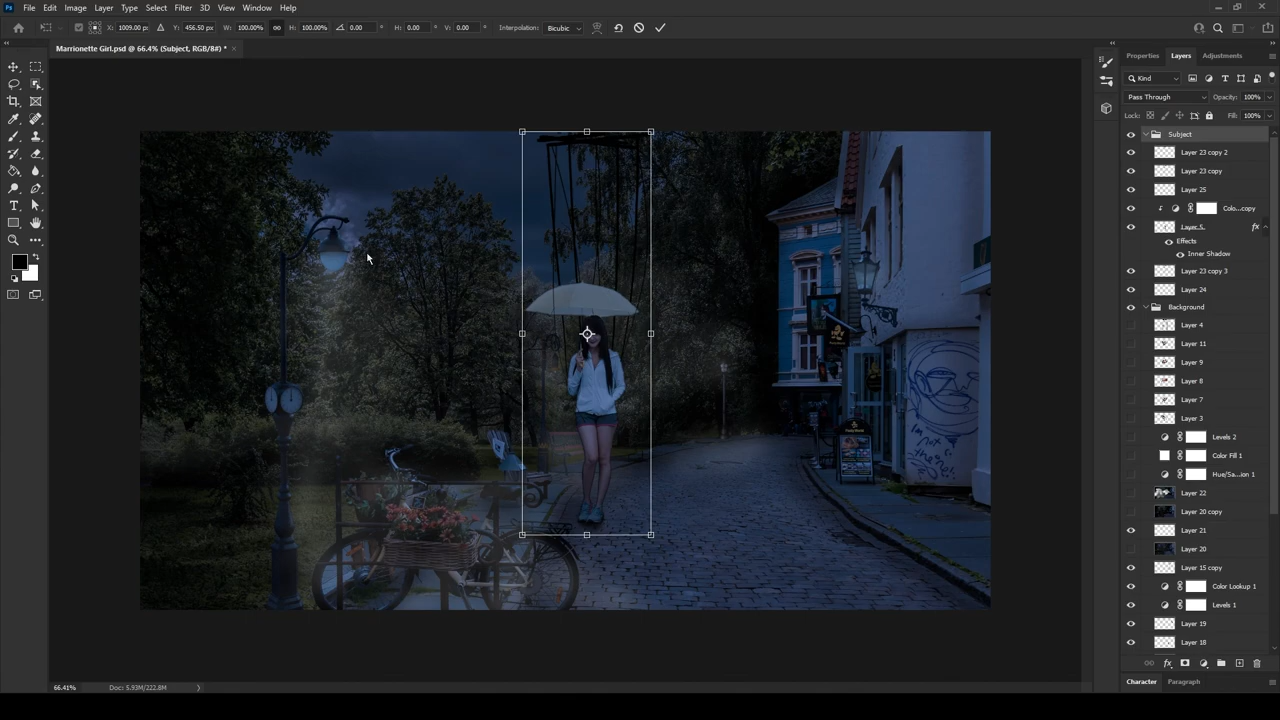 Ps File Edit Image Layer Type Select Filter 3D View Window Help
X: 1009.00 px Y: 456.50 px W: 100.00% H: 100.00% 0.00 ° H: 0.00 ° V: 0.00 ° Interpolation: Bicubic
Marrionette Girl.psd @ 66.4% (Subject, RGB/8#) * ×
Properties Layers Adjustments
Kind
Pass Through Opacity: 100%
Lock: Fill: 100%
Subject
Layer 23 copy 2
Layer 23 copy
Layer 25
Colo...copy
Layer 5 fx
Effects
Inner Shadow
Layer 23 copy 3
Layer 24
Background
Layer 4
Layer 11
Layer 9
Layer 8
Layer 7
Layer 3
Levels 2
Color Fill 1
Hue/Sa...ion 1
Layer 22
Layer 20 copy
Layer 21
Layer 20
Layer 15 copy
Color Lookup 1
Levels 1
Layer 19
Layer 18
fx
Character Paragraph
66.41% Doc: 5.93M/222.8M